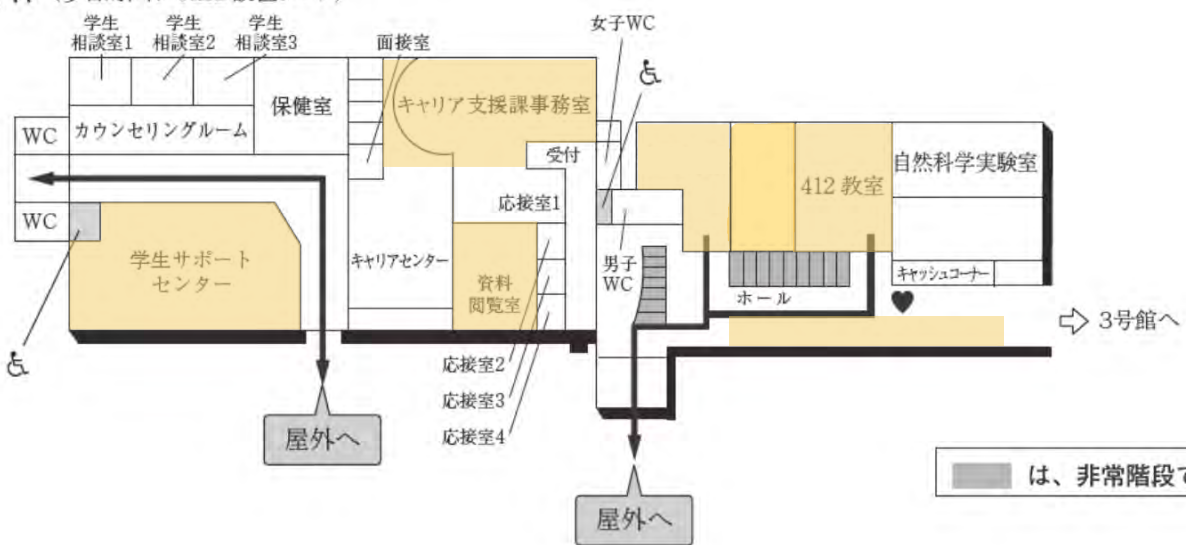 学生
相談室1
学生
相談室2
学生
相談室3
面接室
女子WC
保健室
キャリア支援課事務室
WC
カウンセリングルーム
受付
自然科学実験室
412 教室
応接室1
WC
学生サポート
センター
キャリアセンター
資料
閲覧室
男子
WC
ホール
キャッシュコーナー
3号館へ
応接室2
応接室3
応接室4
屋外へ
屋外へ
は、非常階段で